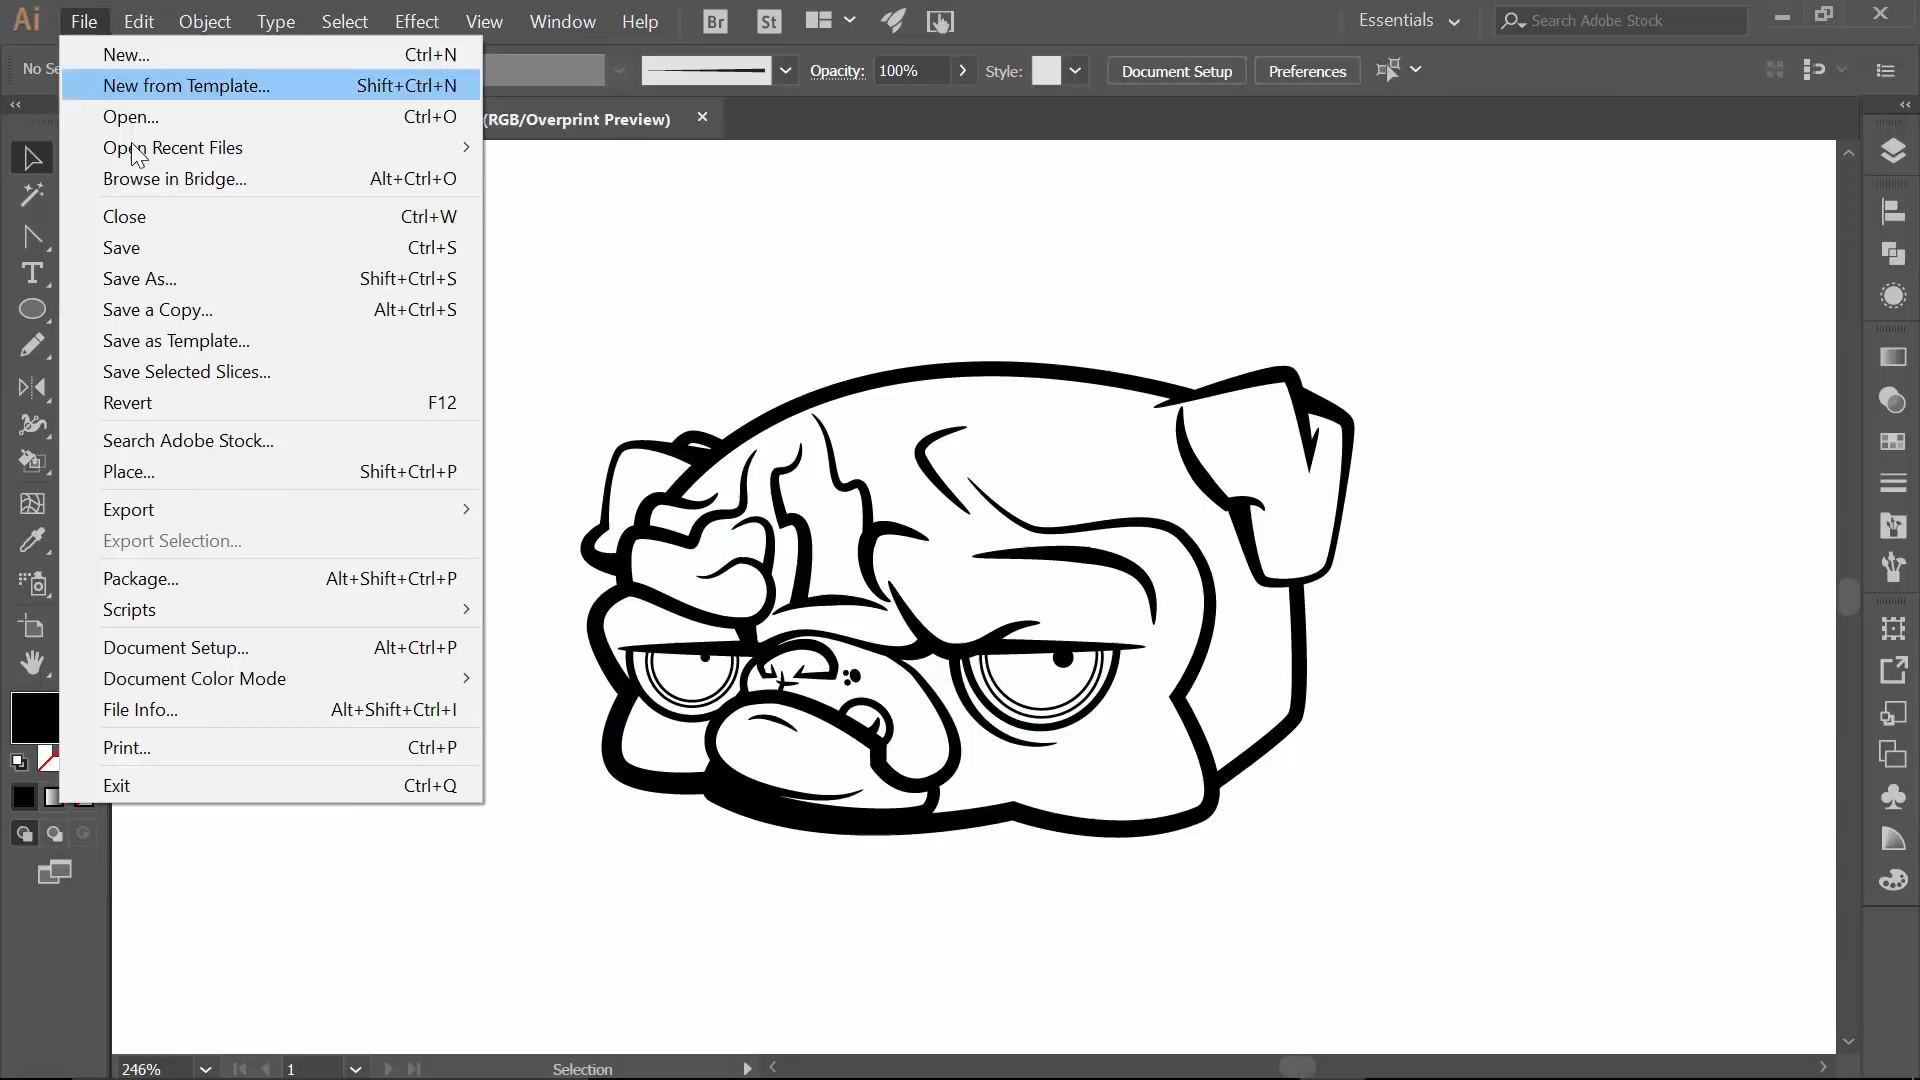 Ai File Edit Object Type Select Effect View Window Help Br St Essentials Search Adobe Stock
No Se Opacity: 100% Style: Document Setup Preferences
(RGB/Overprint Preview) ×
New... Ctrl+N
New from Template... Shift+Ctrl+N
Open... Ctrl+O
Open Recent Files
Browse in Bridge... Alt+Ctrl+O
Close Ctrl+W
Save Ctrl+S
Save As... Shift+Ctrl+S
Save a Copy... Alt+Ctrl+S
Save as Template...
Save Selected Slices...
Revert F12
Search Adobe Stock...
Place... Shift+Ctrl+P
Export
Export Selection...
Package... Alt+Shift+Ctrl+P
Scripts
Document Setup... Alt+Ctrl+P
Document Color Mode
File Info... Alt+Shift+Ctrl+I
Print... Ctrl+P
Exit Ctrl+Q
246% 1 Selection